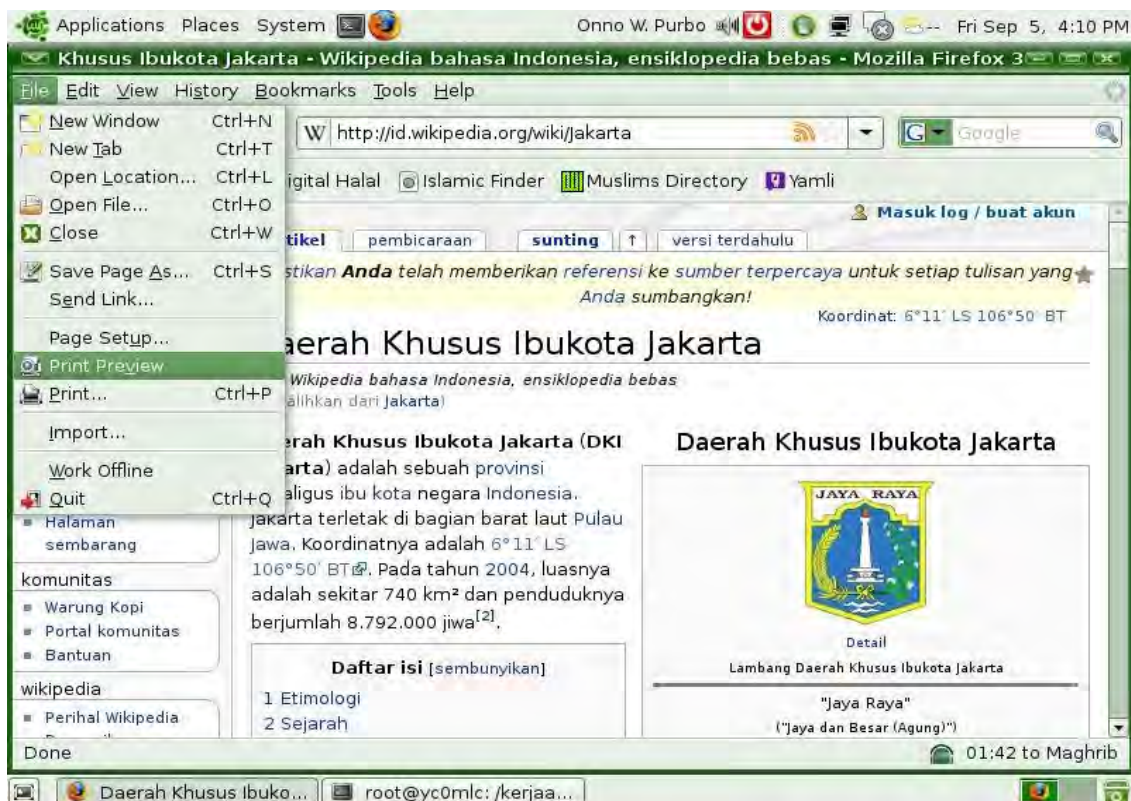 Applications Places System Onno W. Purbo Fri Sep 5, 4:10 PM
Khusus Ibukota Jakarta - Wikipedia bahasa Indonesia, ensiklopedia bebas - Mozilla Firefox 3
File Edit View History Bookmarks Tools Help
New Window Ctrl+N
New Tab Ctrl+T
Open Location... Ctrl+L
Open File... Ctrl+O
Close Ctrl+W
Save Page As... Ctrl+S
Send Link...
Page Setup...
Print Preview
Print... Ctrl+P
Import...
Work Offline
Quit Ctrl+Q
W http://id.wikipedia.org/wiki/Jakarta G Google
igital Halal Islamic Finder Muslims Directory Yamli
Masuk log / buat akun
tikel pembicaraan sunting ↑ versi terdahulu
stikan Anda telah memberikan referensi ke sumber terpercaya untuk setiap tulisan yang
Anda sumbangkan!
Koordinat: 6°11′ LS 106°50′ BT
aerah Khusus Ibukota Jakarta
Wikipedia bahasa Indonesia, ensiklopedia bebas
alihkan dari Jakarta)
erah Khusus Ibukota Jakarta (DKI
arta) adalah sebuah provinsi
aligus ibu kota negara Indonesia.
Jakarta terletak di bagian barat laut Pulau
Jawa. Koordinatnya adalah 6°11′ LS
106°50′ BT. Pada tahun 2004, luasnya
adalah sekitar 740 km² dan penduduknya
berjumlah 8.792.000 jiwa[2].
Daftar isi [sembunyikan]
1 Etimologi
2 Sejarah
Daerah Khusus Ibukota Jakarta
JAYA RAYA
Detail
Lambang Daerah Khusus Ibukota Jakarta
"Jaya Raya"
("Jaya dan Besar (Agung)")
Halaman
sembarang
komunitas
Warung Kopi
Portal komunitas
Bantuan
wikipedia
Perihal Wikipedia
Done 01:42 to Maghrib
Daerah Khusus Ibuko... root@yc0mlc: /kerjaa...